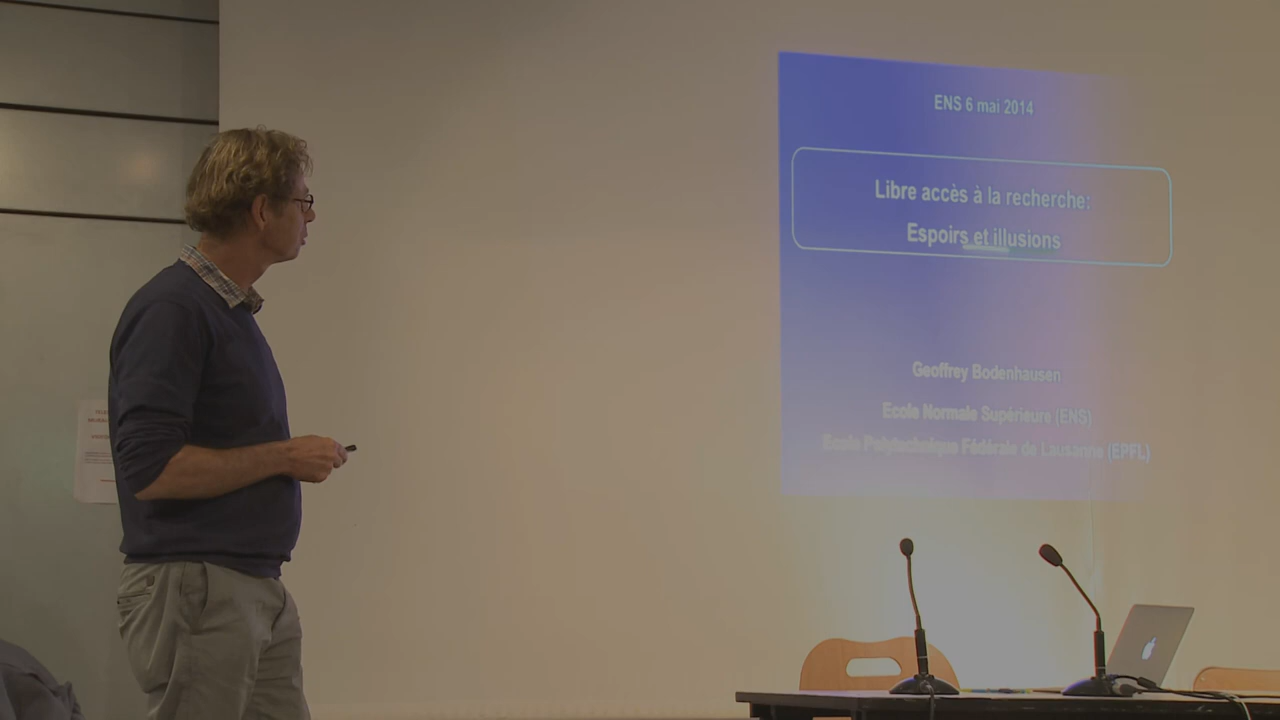 ENS 6 mai 2014
Libre accès à la recherche:
Espoirs et illusions
Geoffrey Bodenhausen
Ecole Normale Supérieure (ENS)
Ecole Polytechnique Fédérale de Lausanne (EPFL)